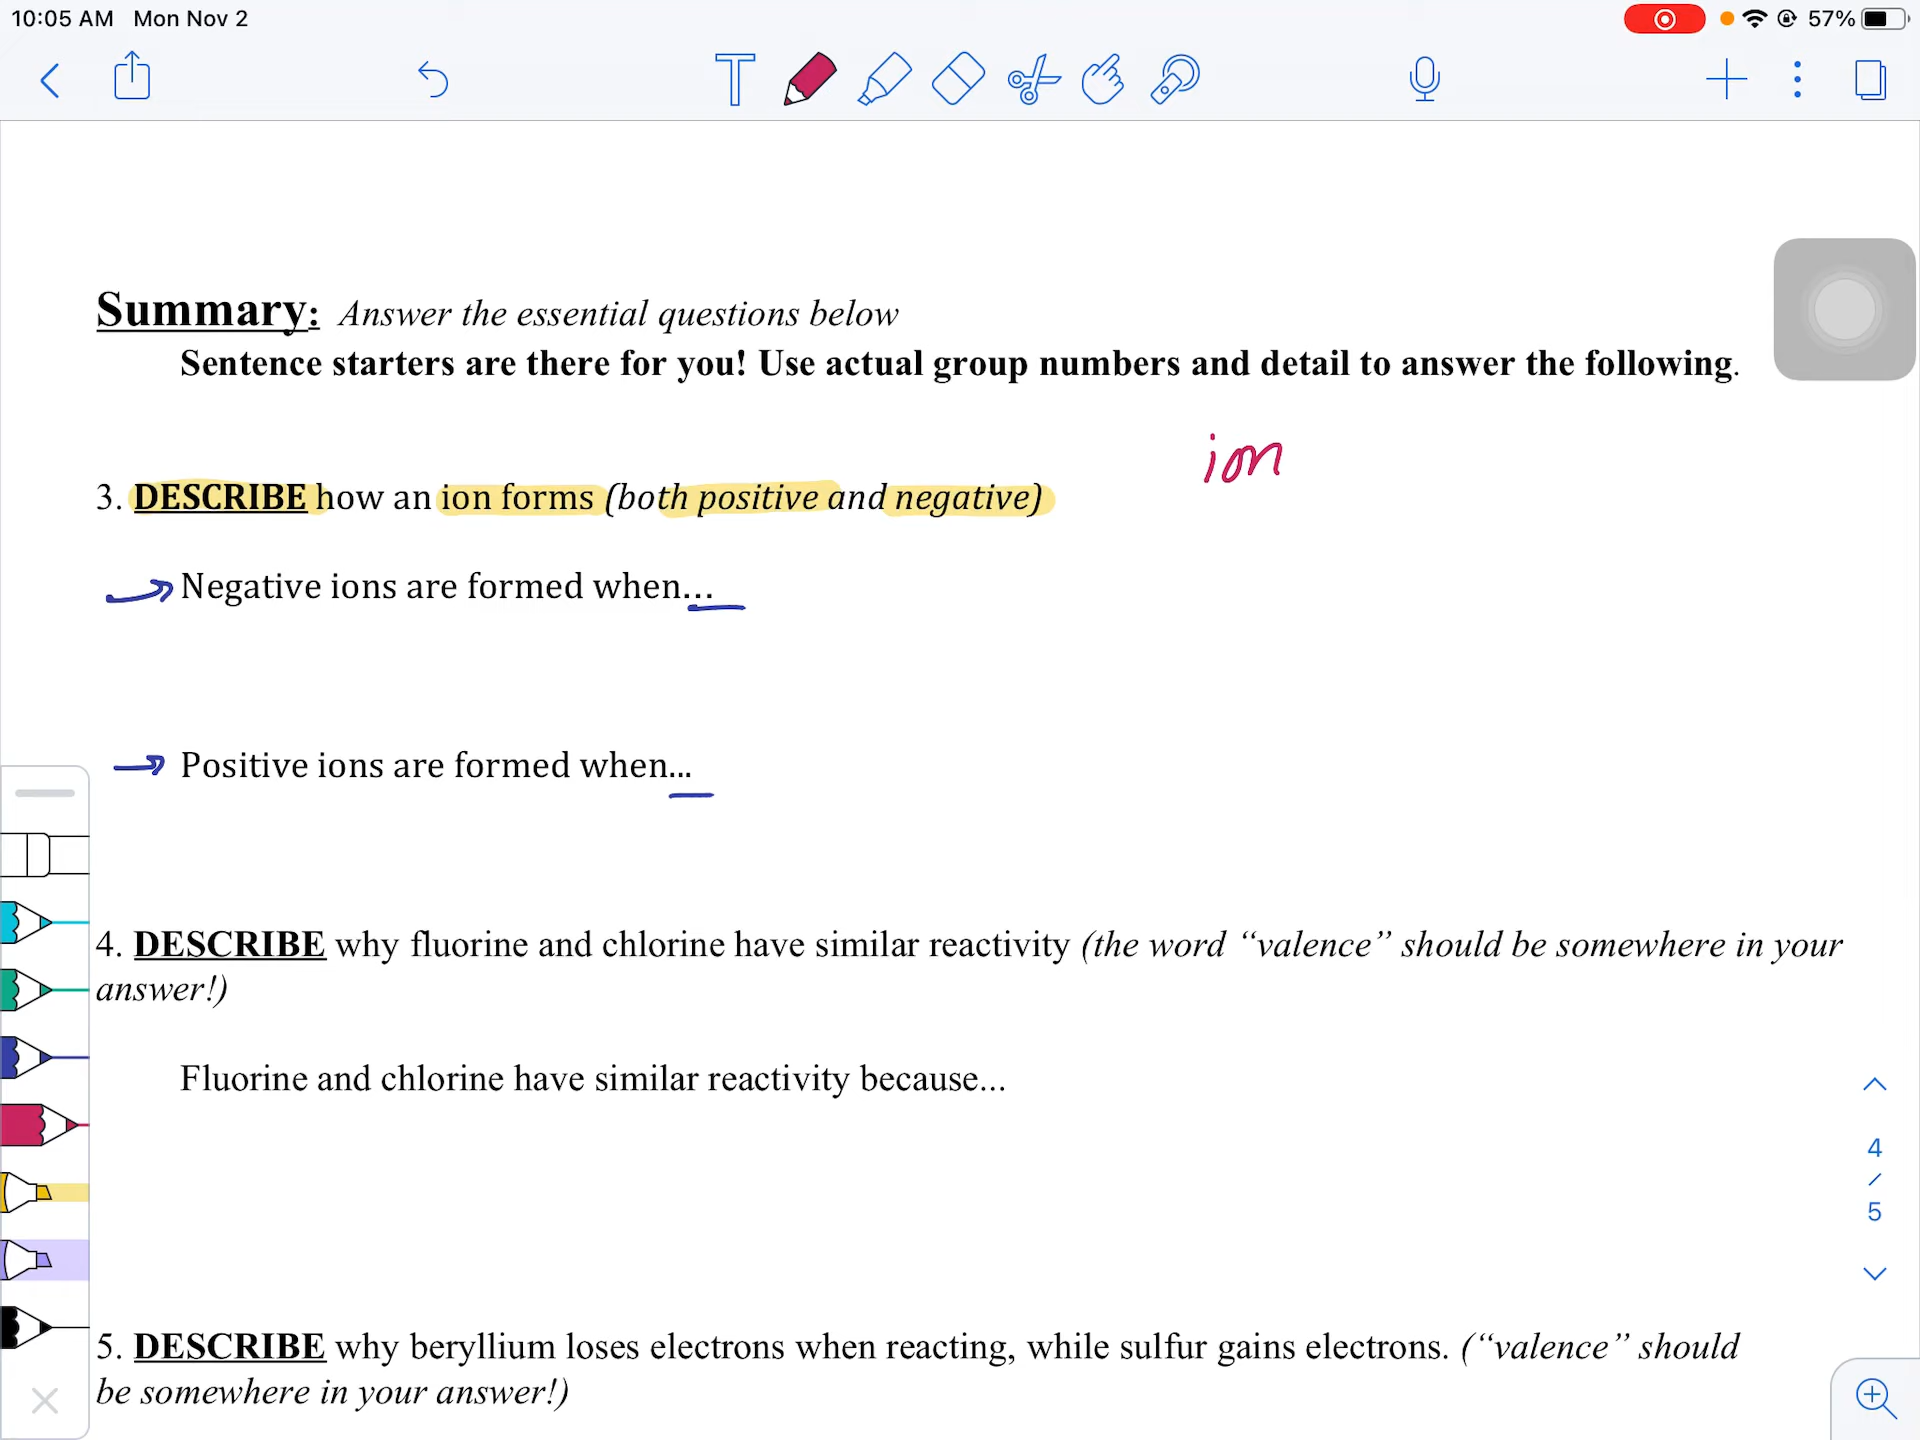 10:05 AM Mon Nov 2
57%
T
Summary: Answer the essential questions below
Sentence starters are there for you! Use actual group numbers and detail to answer the following.
ion
3. DESCRIBE how an ion forms (both positive and negative)
Negative ions are formed when...
Positive ions are formed when...
4. DESCRIBE why fluorine and chlorine have similar reactivity (the word “valence” should be somewhere in your
answer!)
Fluorine and chlorine have similar reactivity because...
4
/
5
5. DESCRIBE why beryllium loses electrons when reacting, while sulfur gains electrons. (“valence” should
be somewhere in your answer!)